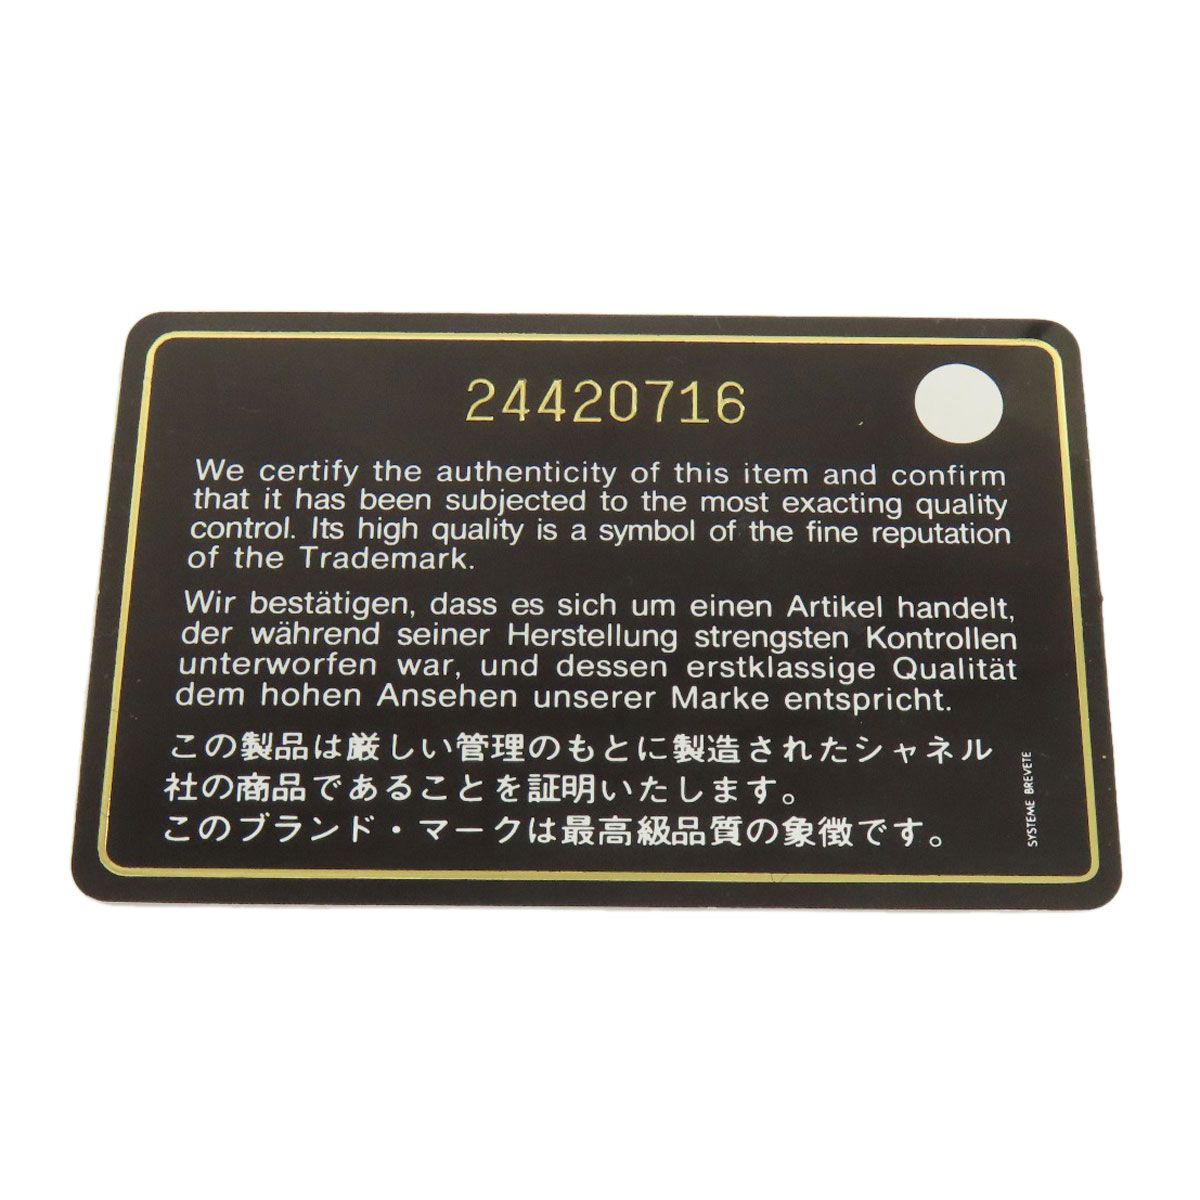 24420716
We certify the authenticity of this item and confirm
that it has been subjected to the most exacting quality
control. Its high quality is a symbol of the fine reputation
of the Trademark.
Wir bestätigen, dass es sich um einen Artikel handelt,
der während seiner Herstellung strengsten Kontrollen
unterworfen war, und dessen erstklassige Qualität
dem hohen Ansehen unserer Marke entspricht.
この製品は厳しい管理のもとに製造されたシャネル
社の商品であることを証明いたします。
このブランド・マークは最高級品質の象徴です。
SYSTEME BREVETE